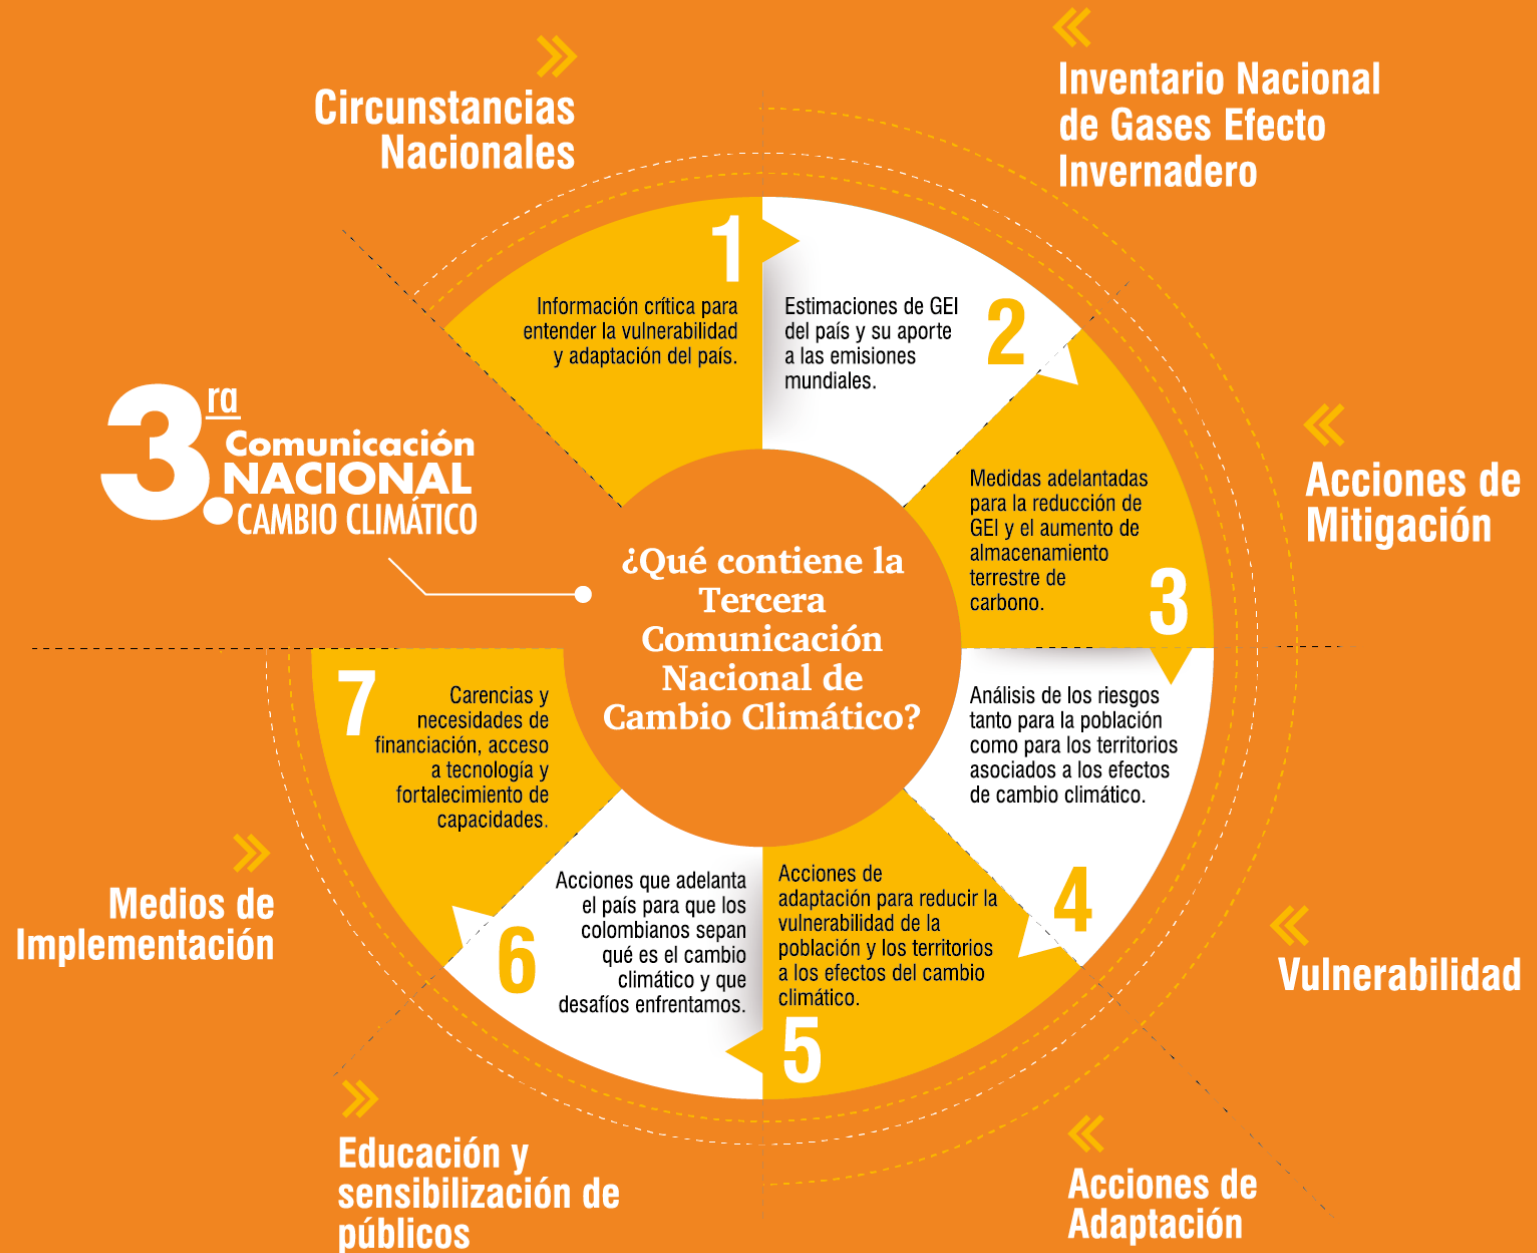 3.ra
Comunicación
NACIONAL
CAMBIO CLIMÁTICO
¿Qué contiene la
Tercera
Comunicación
Nacional de
Cambio Climático?
Circunstancias
Nacionales
1
Información crítica para
entender la vulnerabilidad
y adaptación del país.
Inventario Nacional
de Gases Efecto
Invernadero
2
Estimaciones de GEI
del país y su aporte
a las emisiones
mundiales.
Acciones de
Mitigación
3
Medidas adelantadas
para la reducción de
GEI y el aumento de
almacenamiento
terrestre de
carbono.
Vulnerabilidad
4
Análisis de los riesgos
tanto para la población
como para los territorios
asociados a los efectos
de cambio climático.
Acciones de
Adaptación
5
Acciones de
adaptación para reducir la
vulnerabilidad de la
población y los territorios
a los efectos del cambio
climático.
Educación y
sensibilización de
públicos
6
Acciones que adelanta
el país para que los
colombianos sepan
qué es el cambio
climático y que
desafíos enfrentamos.
Medios de
Implementación
7
Carencias y
necesidades de
financiación, acceso
a tecnología y
fortalecimiento de
capacidades.